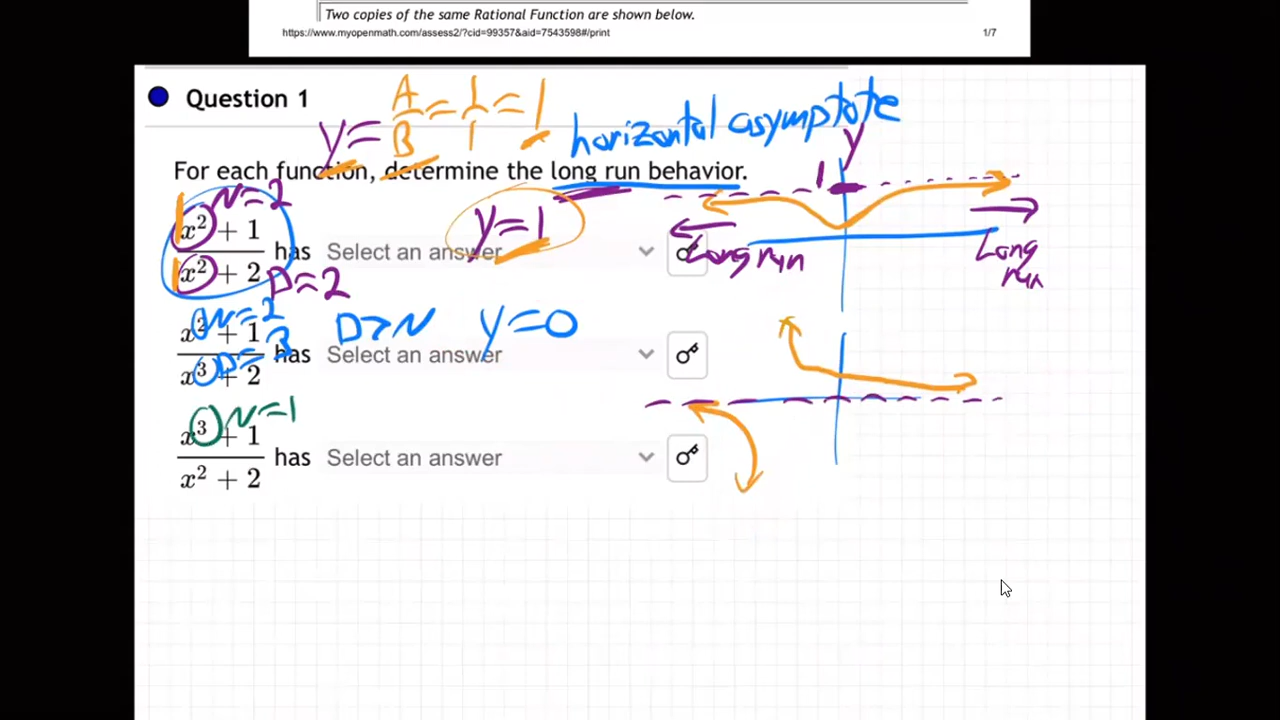 Two copies of the same Rational Function are shown below.
https://www.myopenmath.com/assess2/?cid=99357&aid=7543598#/print 1/7
Question 1
y = A/B = 1/1 = 1
horizontal asymptote
y
For each function, determine the long run behavior.
1
N=2
x² + 1
x² + 2
D=2
has Select an answer
y=1
Long run
Long run
N=2
x² + 1
x³ + 2
D=3
has Select an answer
D>N y=0
N=1
x³ + 1
x² + 2
has Select an answer